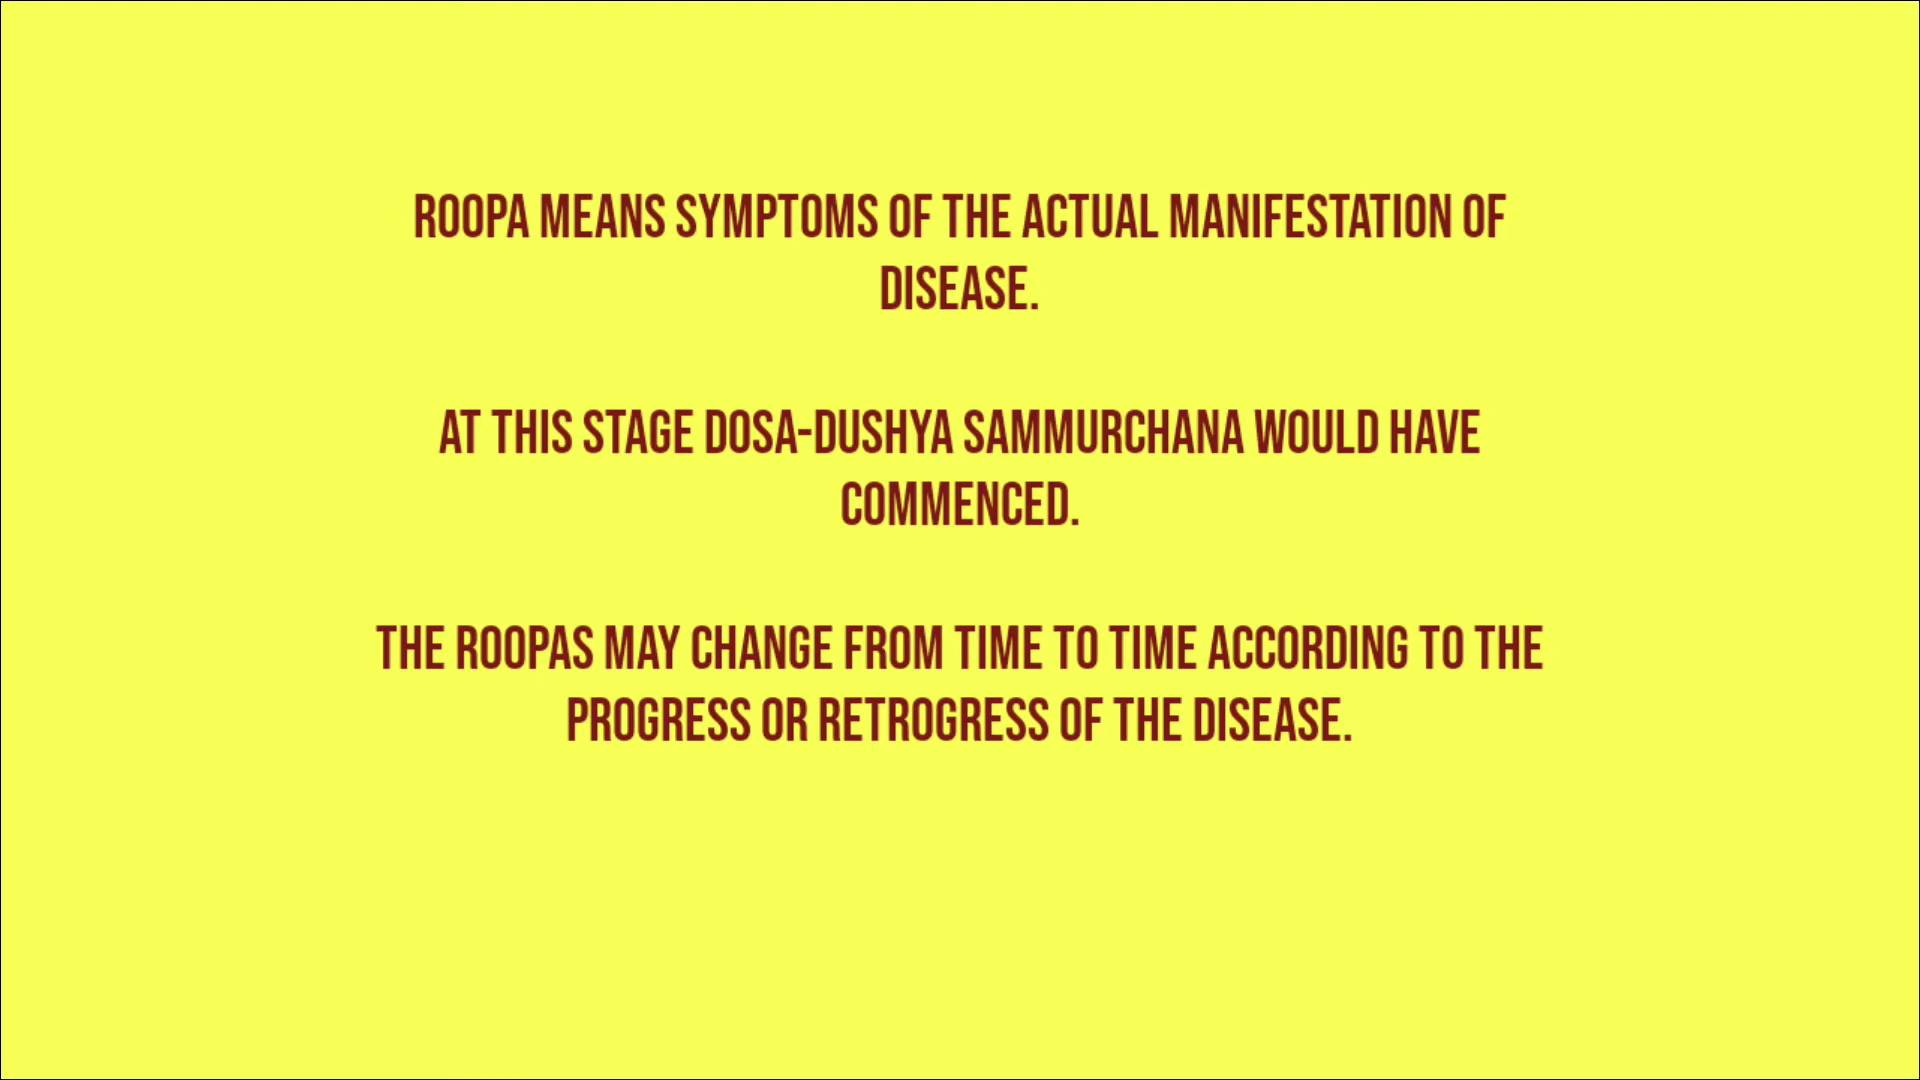 ROOPA MEANS SYMPTOMS OF THE ACTUAL MANIFESTATION OF
DISEASE.
AT THIS STAGE DOSA-DUSHYA SAMMURCHANA WOULD HAVE
COMMENCED.
THE ROOPAS MAY CHANGE FROM TIME TO TIME ACCORDING TO THE
PROGRESS OR RETROGRESS OF THE DISEASE.